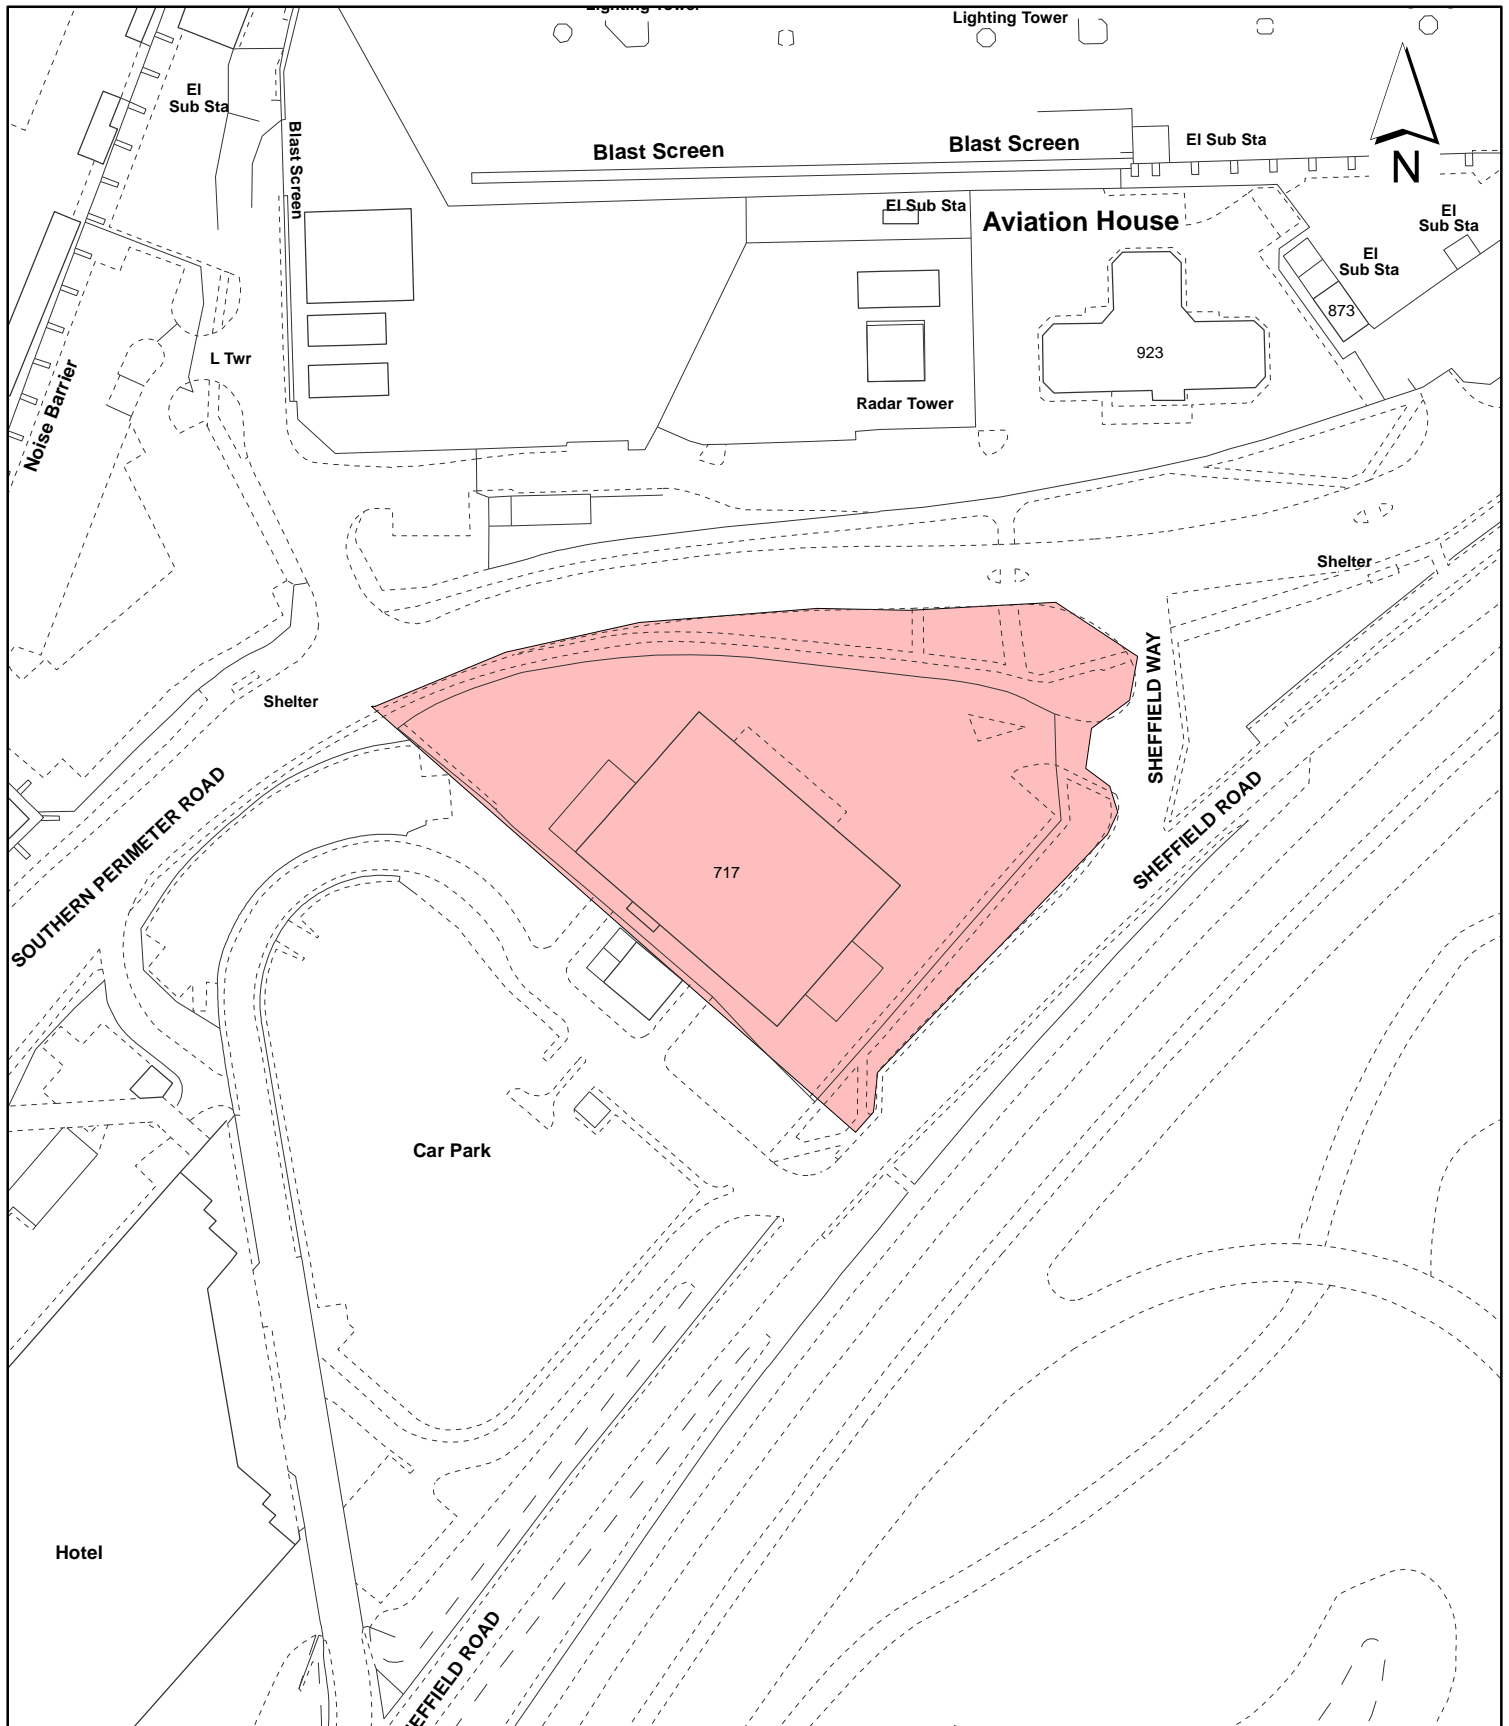 Lighting Tower
Lighting Tower
El
Sub Sta
Blast Screen
Blast Screen
Blast Screen
El Sub Sta
N
El Sub Sta
Aviation House
El
Sub Sta
El
Sub Sta
873
L Twr
923
Noise Barrier
Radar Tower
Shelter
SHEFFIELD WAY
Shelter
SOUTHERN PERIMETER ROAD
SHEFFIELD ROAD
717
Car Park
Hotel
EFFIELD ROAD